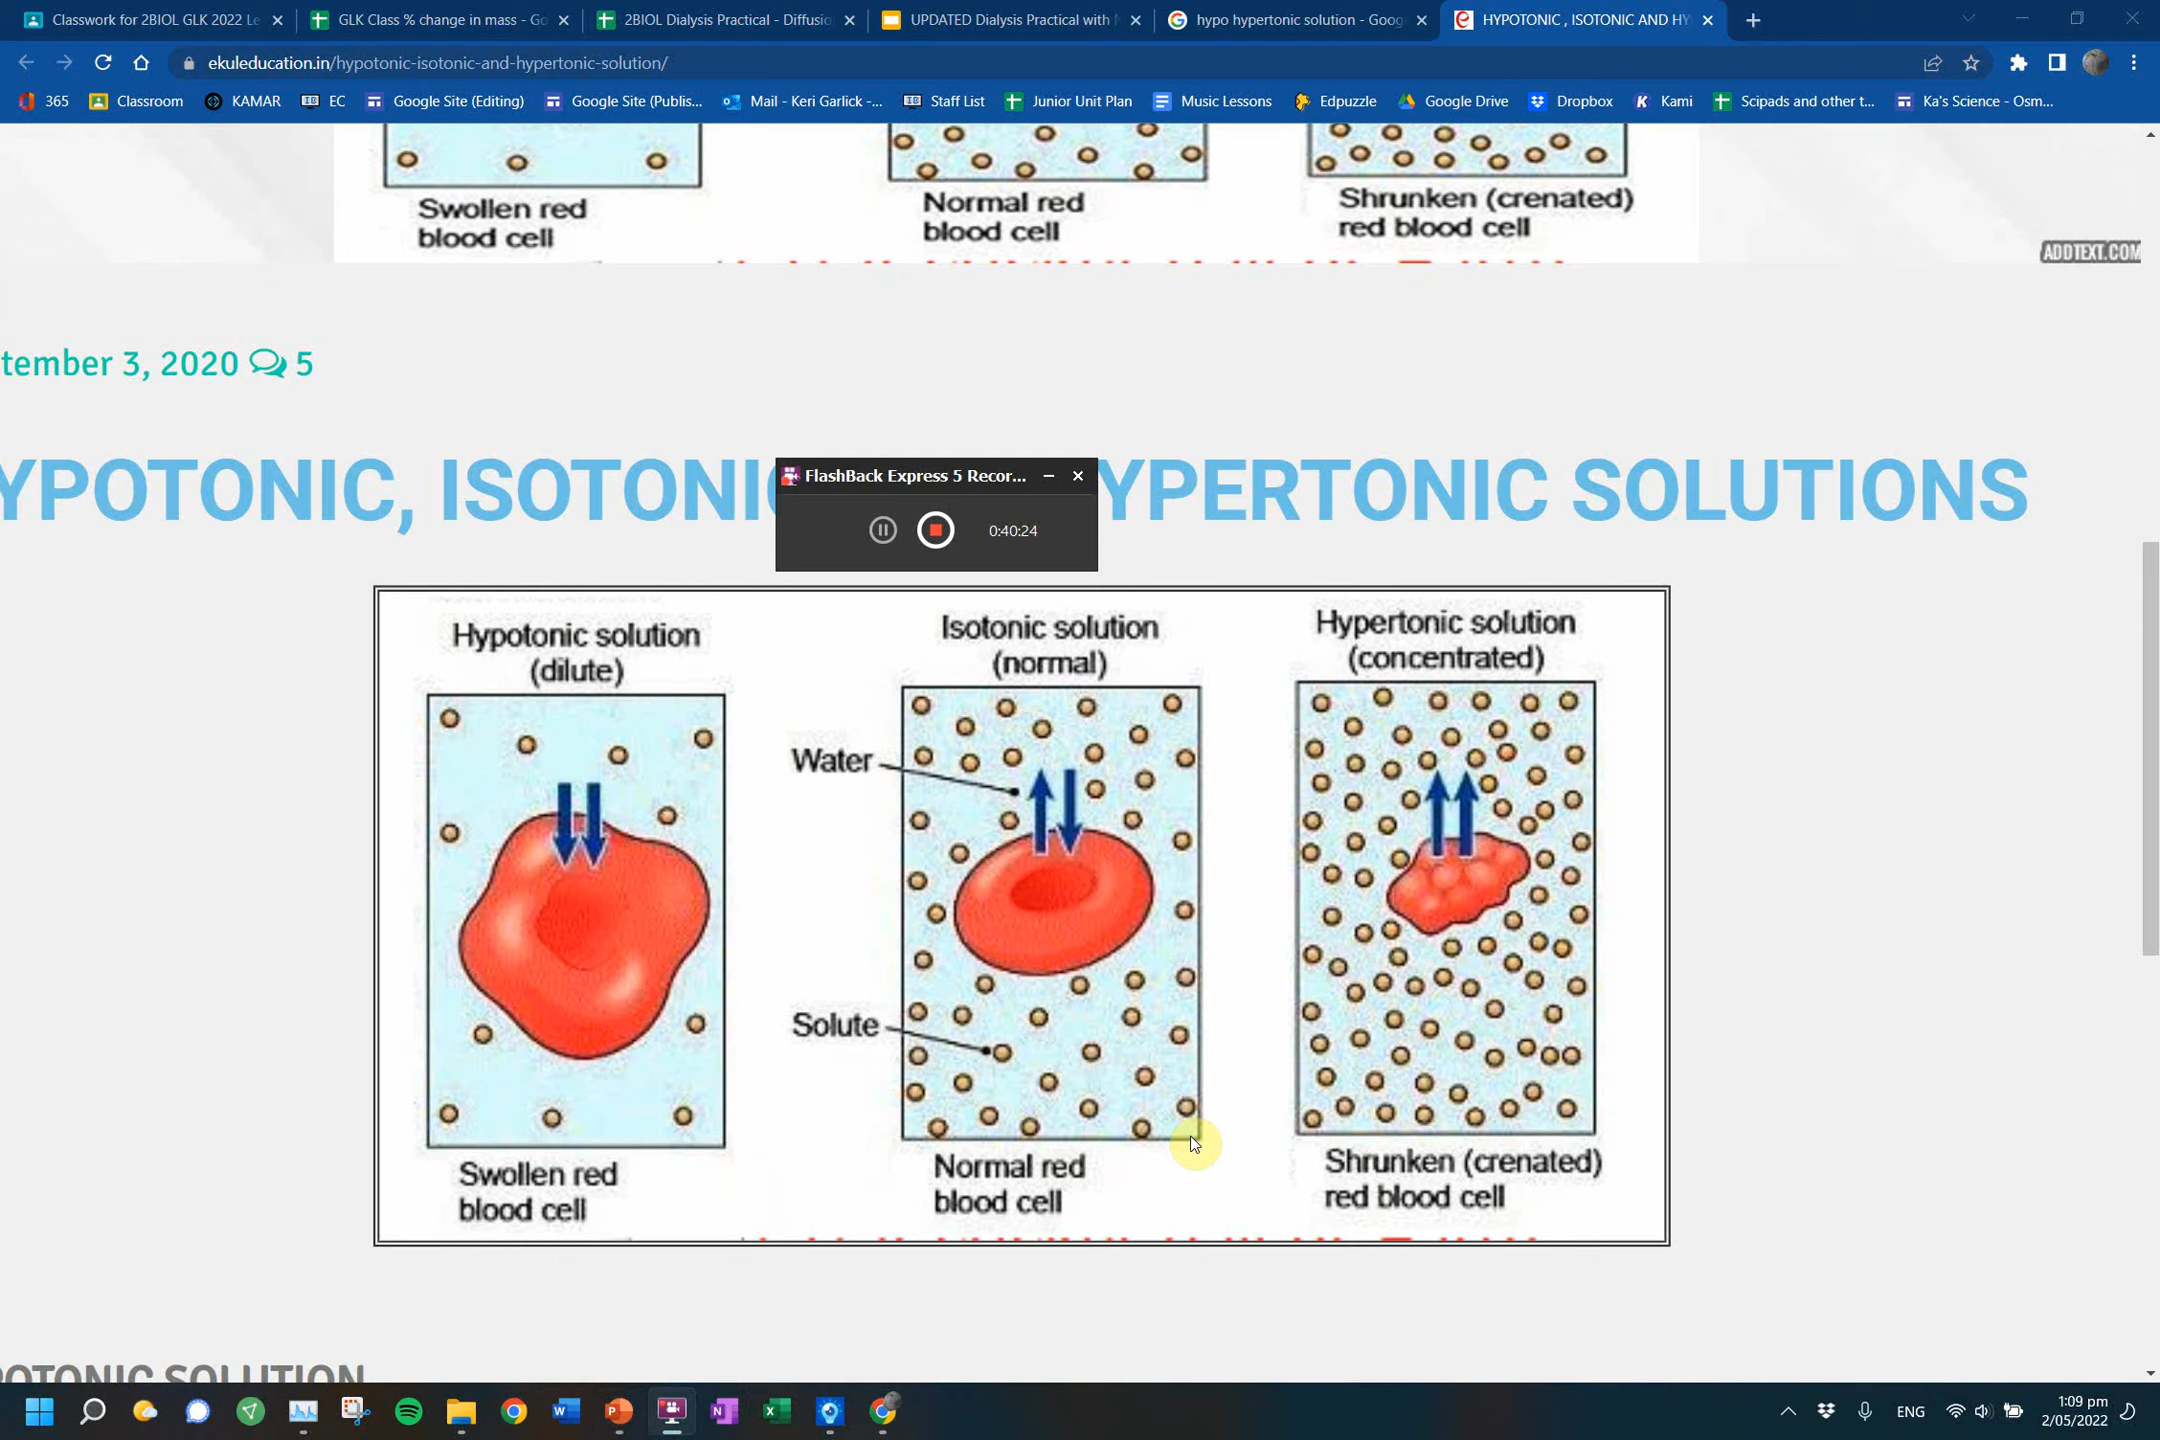 Classwork for 2BIOL GLK 2022 Le
GLK Class % change in mass - Go
2BIOL Dialysis Practical - Diffusio
UPDATED Dialysis Practical with
hypo hypertonic solution - Goog
HYPOTONIC , ISOTONIC AND HY
ekuleducation.in/hypotonic-isotonic-and-hypertonic-solution/
365
Classroom
KAMAR
EC
Google Site (Editing)
Google Site (Publis...
Mail - Keri Garlick -...
Staff List
Junior Unit Plan
Music Lessons
Edpuzzle
Google Drive
Dropbox
Kami
Scipads and other t...
Ka's Science - Osm...
Swollen red
blood cell
Normal red
blood cell
Shrunken (crenated)
red blood cell
ADDTEXT.COM
tember 3, 2020 5
YPOTONIC, ISOTONIC YPERTONIC SOLUTIONS
FlashBack Express 5 Recor...
0:40:24
Hypotonic solution
(dilute)
Isotonic solution
(normal)
Hypertonic solution
(concentrated)
Water
Solute
Swollen red
blood cell
Normal red
blood cell
Shrunken (crenated)
red blood cell
POTONIC SOLUTION
ENG
1:09 pm
2/05/2022